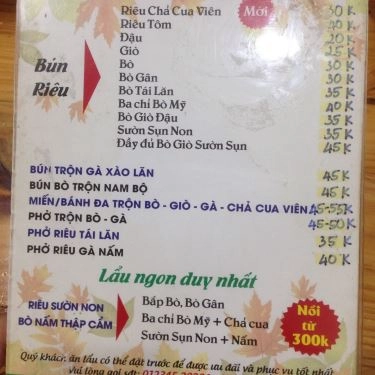 Riêu Chả Cua Viên Mới 30 K
Riêu Tôm 30 K
Đậu 20 K
Giò 25 K
Bún Riêu
Bò 30 K
Bò Gân 30 K
Bò Tái Lăn 35 K
Ba chỉ Bò Mỹ 40 K
Bò Giò Đậu 35 K
Sườn Sụn Non 35 K
Đầy đủ Bò Giò Sườn Sụn 45 K
BÚN TRỘN GÀ XÀO LĂN 45 K
BÚN BÒ TRỘN NAM BỘ 45 K
MIẾN/BÁNH ĐA TRỘN BÒ - GIÒ - GÀ - CHẢ CUA VIÊN 45-55K
PHỞ TRỘN BÒ - GÀ 45-50 K
PHỞ RIÊU TÁI LĂN 35 K
PHỞ RIÊU GÀ NẤM 40 K
Lẩu ngon duy nhất
RIÊU SƯỜN NON
BÒ NẤM THẬP CẨM
Bắp Bò, Bò Gân
Ba chỉ Bò Mỹ + Chả cua
Sườn Sụn Non + Nấm
Nồi từ 300k
Quý khách ăn lẩu có thể đặt trước để được ưu đãi và phục vụ tốt nhất
Vui lòng gọi